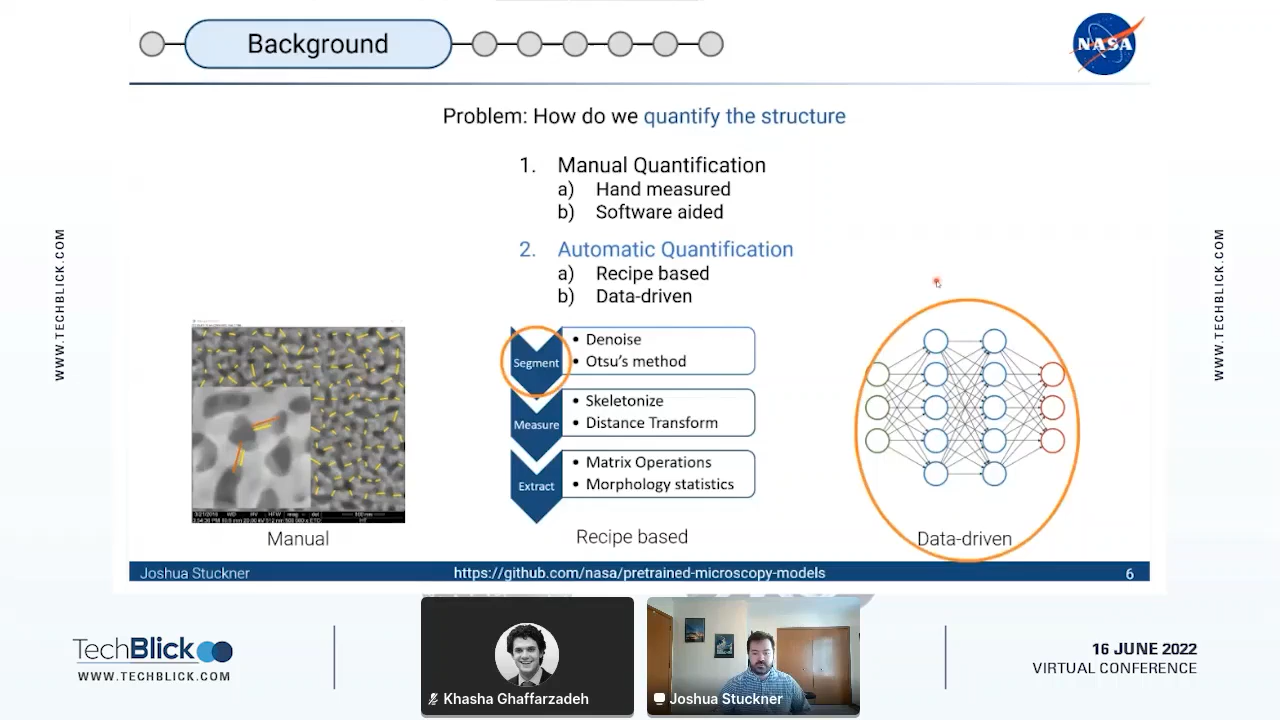 Background
NASA
Problem: How do we quantify the structure
1. Manual Quantification
a) Hand measured
b) Software aided
2. Automatic Quantification
a) Recipe based
b) Data-driven
Segment
• Denoise
• Otsu's method
Measure
• Skeletonize
• Distance Transform
Extract
• Matrix Operations
• Morphology statistics
Manual
Recipe based
Data-driven
Joshua Stuckner
https://github.com/nasa/pretrained-microscopy-models
6
WWW.TECHBLICK.COM
WWW.TECHBLICK.COM
TechBlick
WWW.TECHBLICK.COM
Khasha Ghaffarzadeh
Joshua Stuckner
16 JUNE 2022
VIRTUAL CONFERENCE